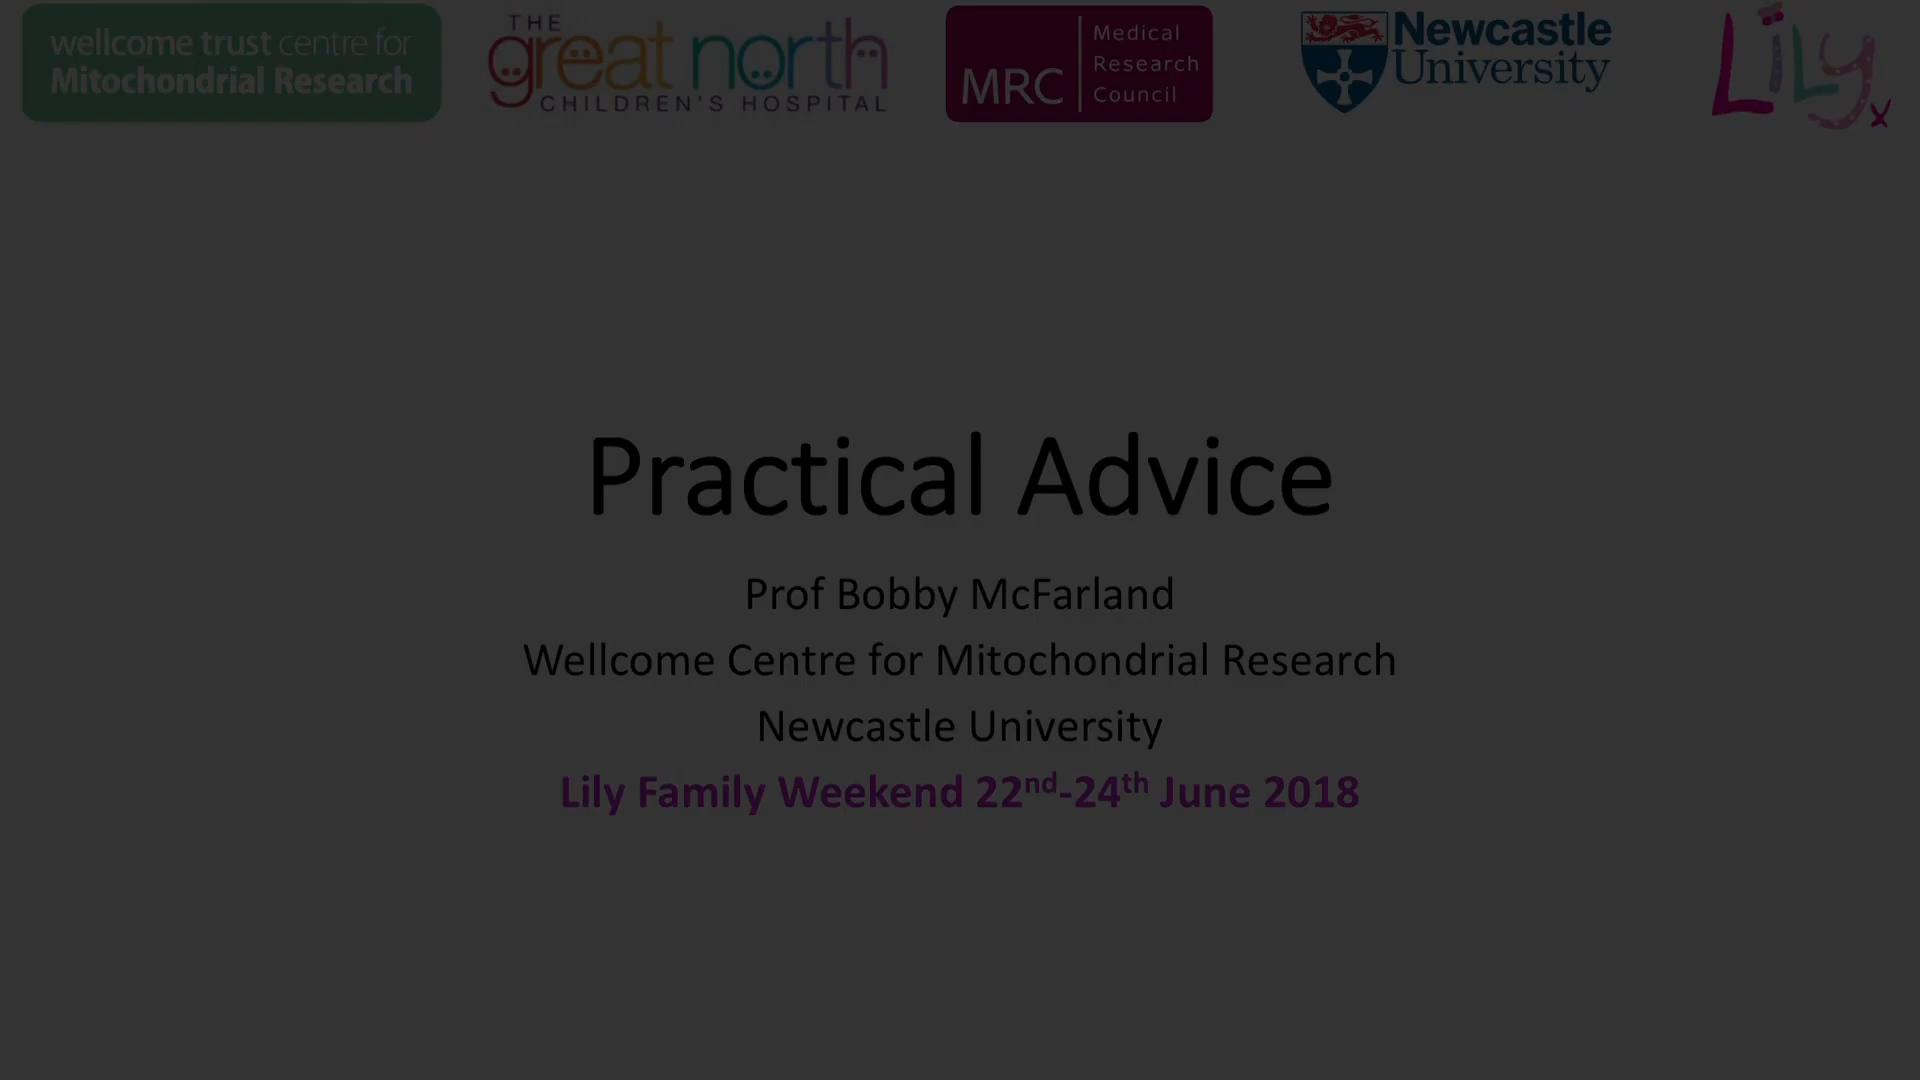 wellcome trust centre for
Mitochondrial Research
THE
great north
CHILDREN'S HOSPITAL
MRC
Medical
Research
Council
Newcastle
University
Lily
x
Practical Advice
Prof Bobby McFarland
Wellcome Centre for Mitochondrial Research
Newcastle University
Lily Family Weekend 22nd-24th June 2018